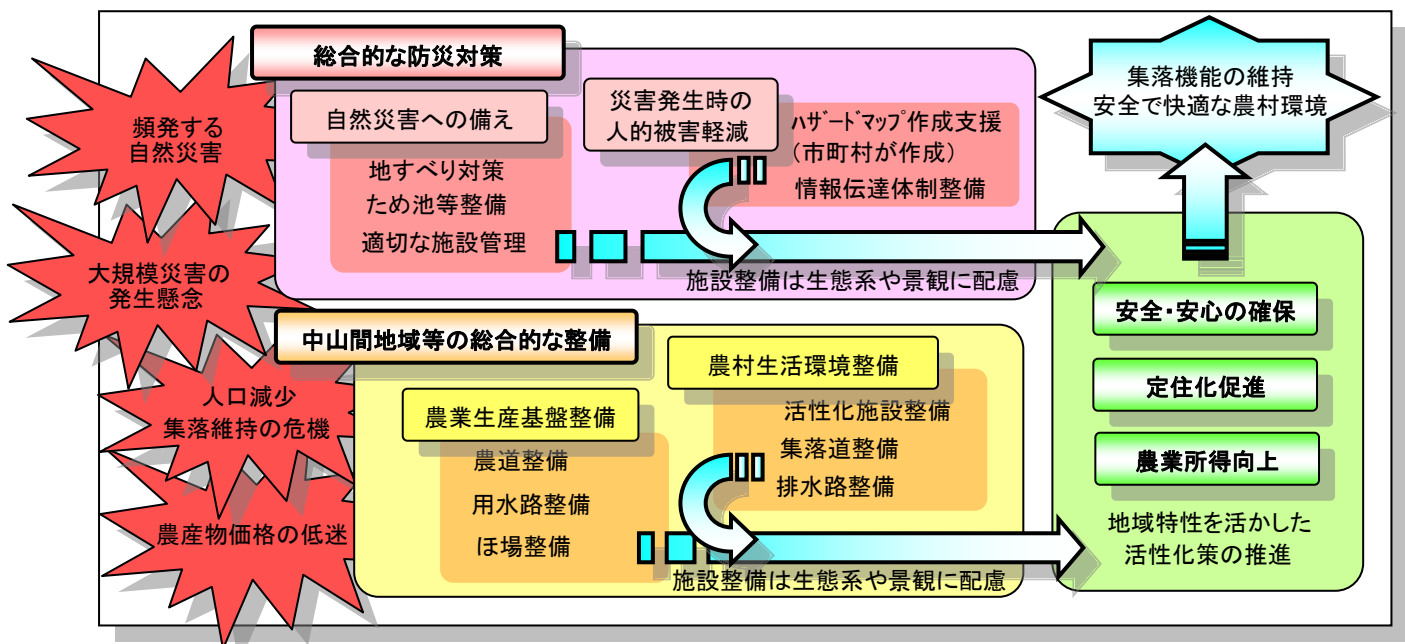 頻発する
自然災害
大規模災害の
発生懸念
人口減少
集落維持の危機
農産物価格の低迷
総合的な防災対策
自然災害への備え
地すべり対策
ため池等整備
適切な施設管理
災害発生時の
人的被害軽減
ﾊｻﾞｰﾄﾞﾏｯﾌﾟ作成支援
(市町村が作成)
情報伝達体制整備
施設整備は生態系や景観に配慮
中山間地域等の総合的な整備
農業生産基盤整備
農道整備
用水路整備
ほ場整備
農村生活環境整備
活性化施設整備
集落道整備
排水路整備
施設整備は生態系や景観に配慮
集落機能の維持
安全で快適な農村環境
安全・安心の確保
定住化促進
農業所得向上
地域特性を活かした
活性化策の推進